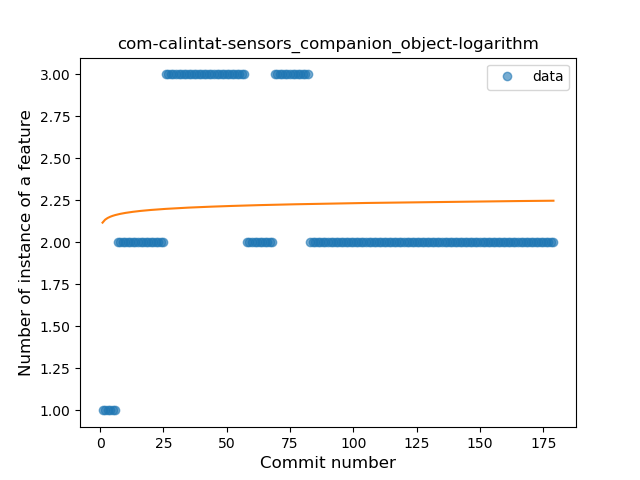 com-calintat-sensors_companion_object-logarithm
data
Number of instance of a feature
3.00
2.75
2.50
2.25
2.00
1.75
1.50
1.25
1.00
0 25 50 75 100 125 150 175
Commit number